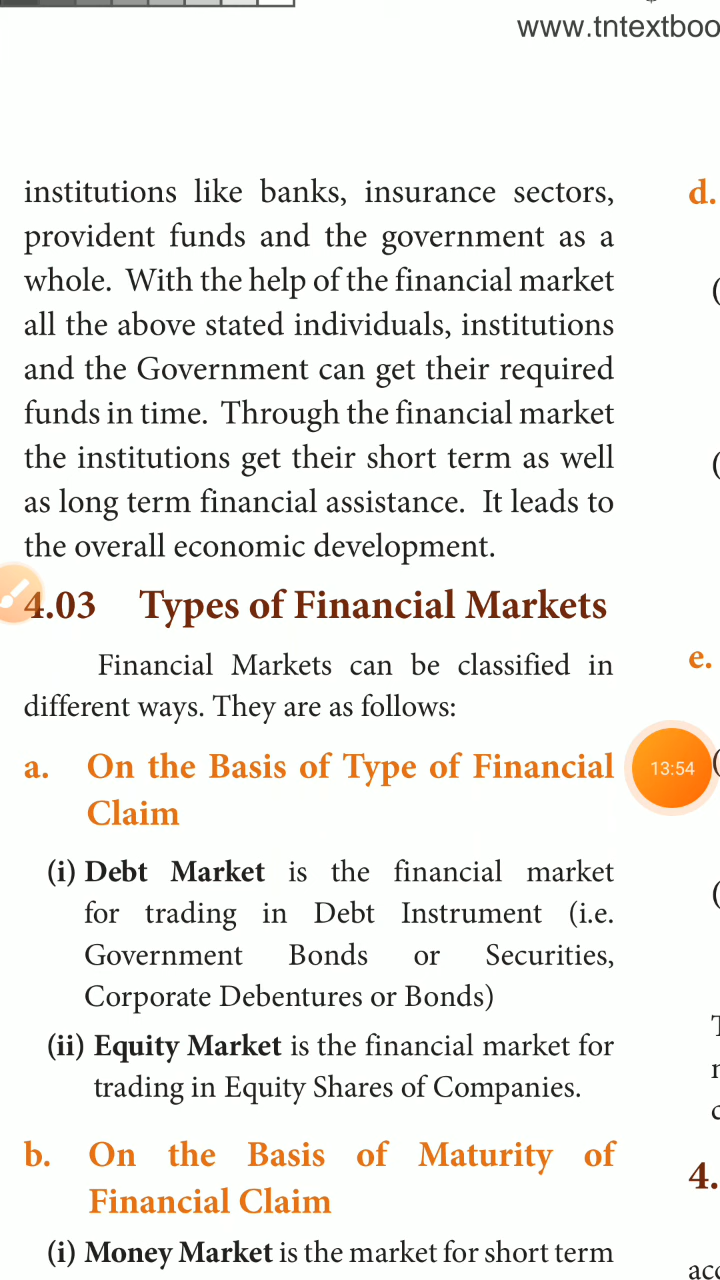 www.tntextboo
institutions like banks, insurance sectors,
provident funds and the government as a
whole. With the help of the financial market
all the above stated individuals, institutions
and the Government can get their required
funds in time. Through the financial market
the institutions get their short term as well
as long term financial assistance. It leads to
the overall economic development.
4.03 Types of Financial Markets
Financial Markets can be classified in
different ways. They are as follows:
a. On the Basis of Type of Financial
Claim
(i) Debt Market is the financial market
for trading in Debt Instrument (i.e.
Government Bonds or Securities,
Corporate Debentures or Bonds)
(ii) Equity Market is the financial market for
trading in Equity Shares of Companies.
b. On the Basis of Maturity of
Financial Claim
(i) Money Market is the market for short term
d.
(
(
e.
13:54
(
(
4.